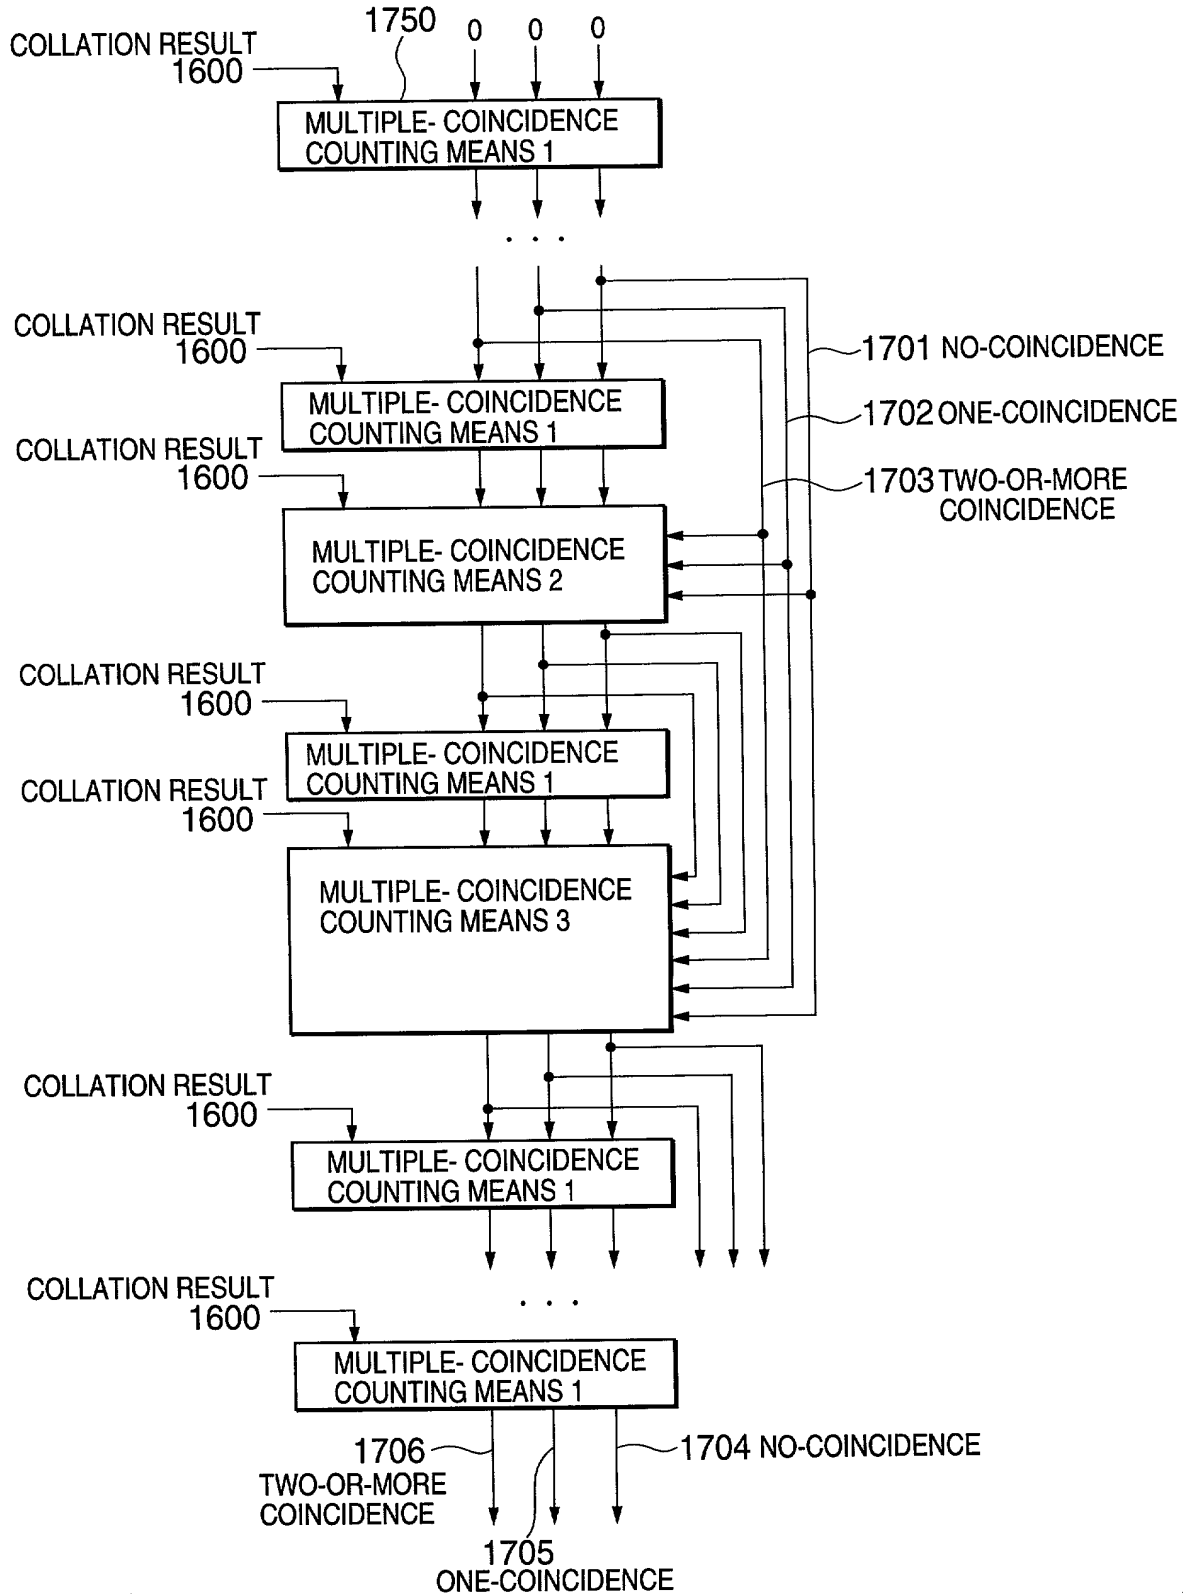 1750
0 0 0
COLLATION RESULT
1600
MULTIPLE- COINCIDENCE
COUNTING MEANS 1
. . .
COLLATION RESULT
1600
1701 NO-COINCIDENCE
MULTIPLE- COINCIDENCE
COUNTING MEANS 1
1702 ONE-COINCIDENCE
COLLATION RESULT
1600
1703 TWO-OR-MORE
COINCIDENCE
MULTIPLE- COINCIDENCE
COUNTING MEANS 2
COLLATION RESULT
1600
MULTIPLE- COINCIDENCE
COUNTING MEANS 1
COLLATION RESULT
1600
MULTIPLE- COINCIDENCE
COUNTING MEANS 3
COLLATION RESULT
1600
MULTIPLE- COINCIDENCE
COUNTING MEANS 1
COLLATION RESULT
1600
. . .
MULTIPLE- COINCIDENCE
COUNTING MEANS 1
1706
TWO-OR-MORE
COINCIDENCE
1704 NO-COINCIDENCE
1705
ONE-COINCIDENCE